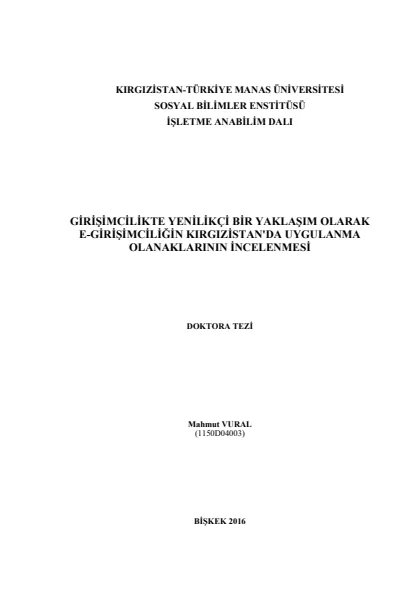 KIRGIZİSTAN-TÜRKİYE MANAS ÜNİVERSİTESİ
SOSYAL BİLİMLER ENSTİTÜSÜ
İŞLETME ANABİLİM DALI
GİRİŞİMCİLİKTE YENİLİKÇİ BİR YAKLAŞIM OLARAK
E-GİRİŞİMCİLİĞİN KIRGIZİSTAN'DA UYGULANMA
OLANAKLARININ İNCELENMESİ
DOKTORA TEZİ
Mahmut VURAL
(1150D04003)
BİŞKEK 2016